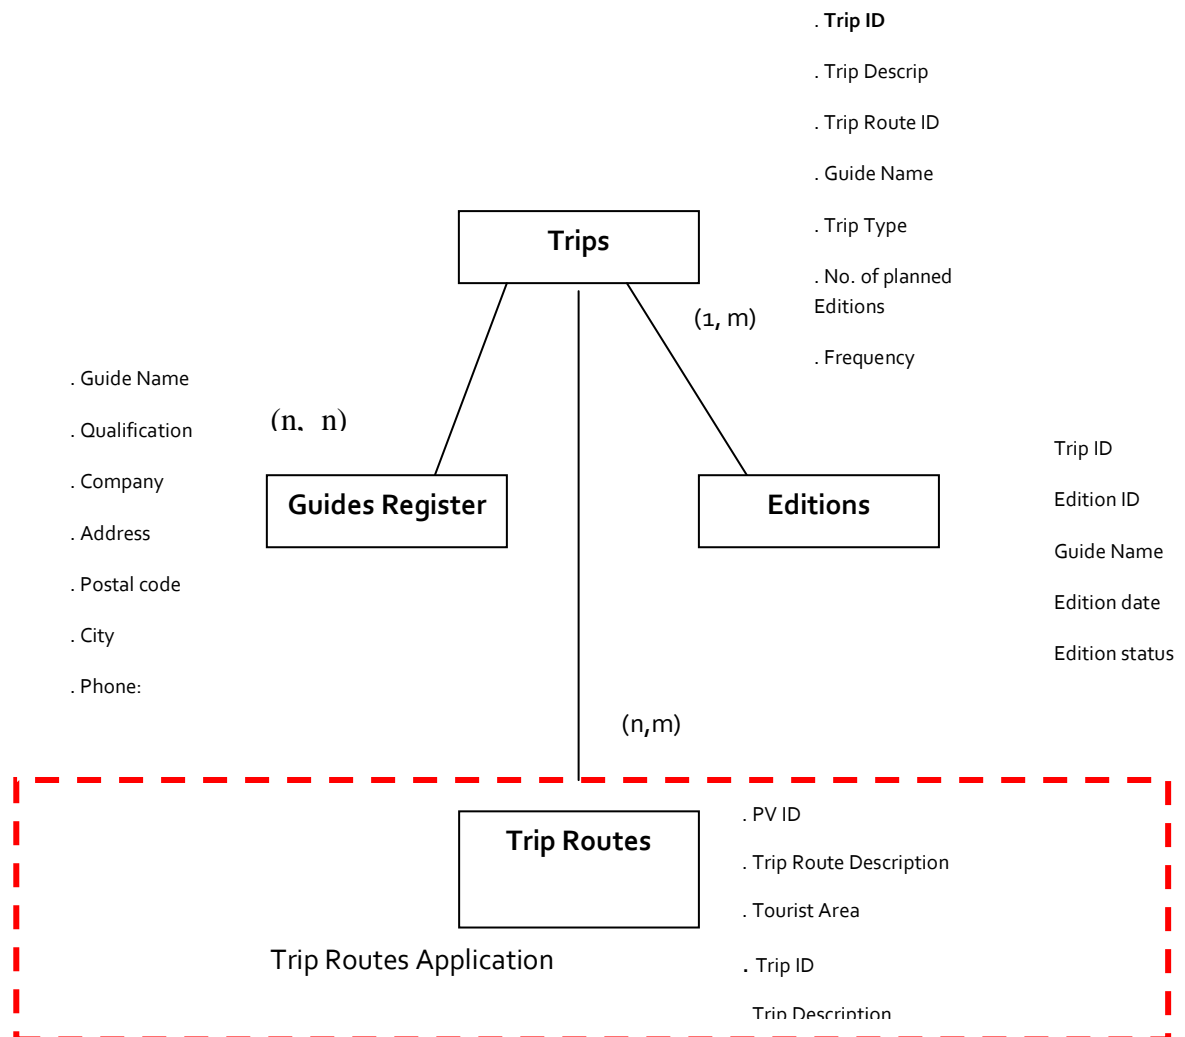 . Trip ID
. Trip Descrip
. Trip Route ID
. Guide Name
. Trip Type
. No. of planned
Editions
. Frequency
Trips
(1, m)
. Guide Name
. Qualification
. Company
. Address
. Postal code
. City
. Phone:
(n, n)
Guides Register
Editions
Trip ID
Edition ID
Guide Name
Edition date
Edition status
(n,m)
Trip Routes
. PV ID
. Trip Route Description
. Tourist Area
. Trip ID
Trip Description
Trip Routes Application